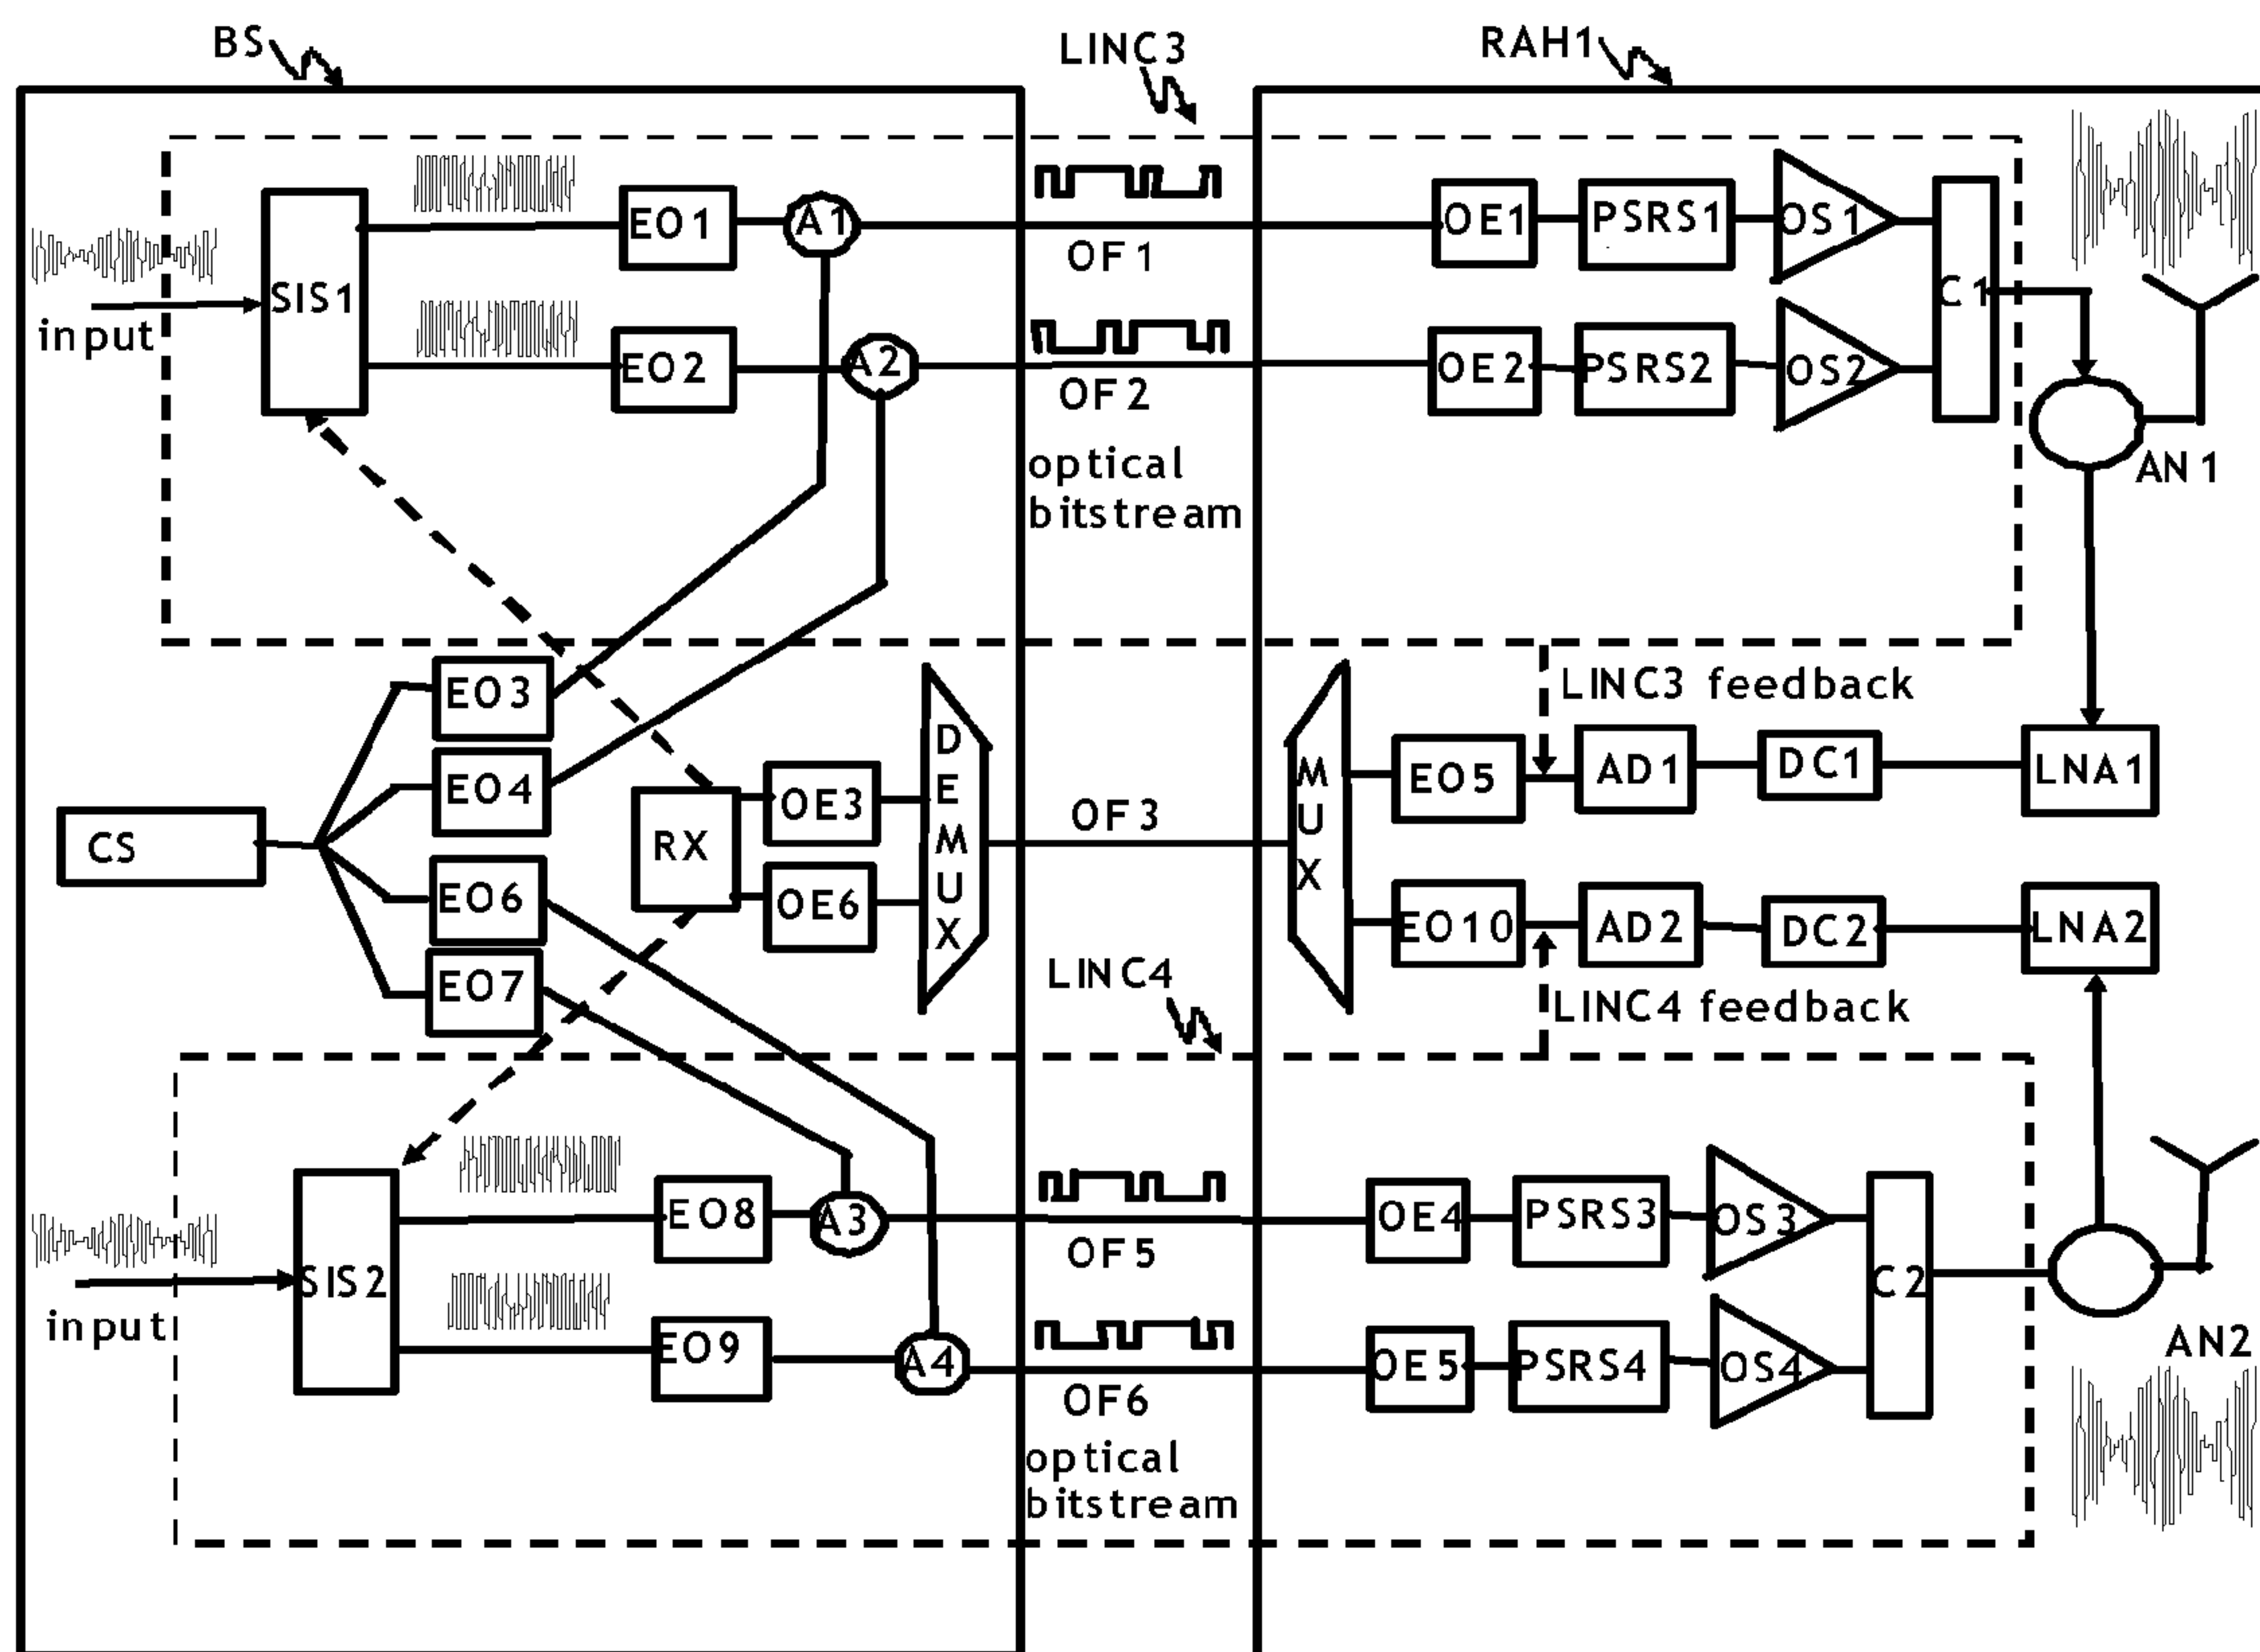 BS
LINC3
RAH1
SIS1
input
EO1
A1
OF1
OE1
PSRS1
OS1
C1
EO2
A2
OF2
OE2
PSRS2
OS2
optical
bitstream
AN1
EO3
EO4
CS
EO6
EO7
RX
OE3
OE6
DEMUX
OF3
MUX
LINC3 feedback
EO5
AD1
DC1
LNA1
EO10
AD2
DC2
LNA2
LINC4
LINC4 feedback
SIS2
input
EO8
A3
OF5
OE4
PSRS3
OS3
C2
EO9
A4
OF6
OE5
PSRS4
OS4
AN2
optical
bitstream